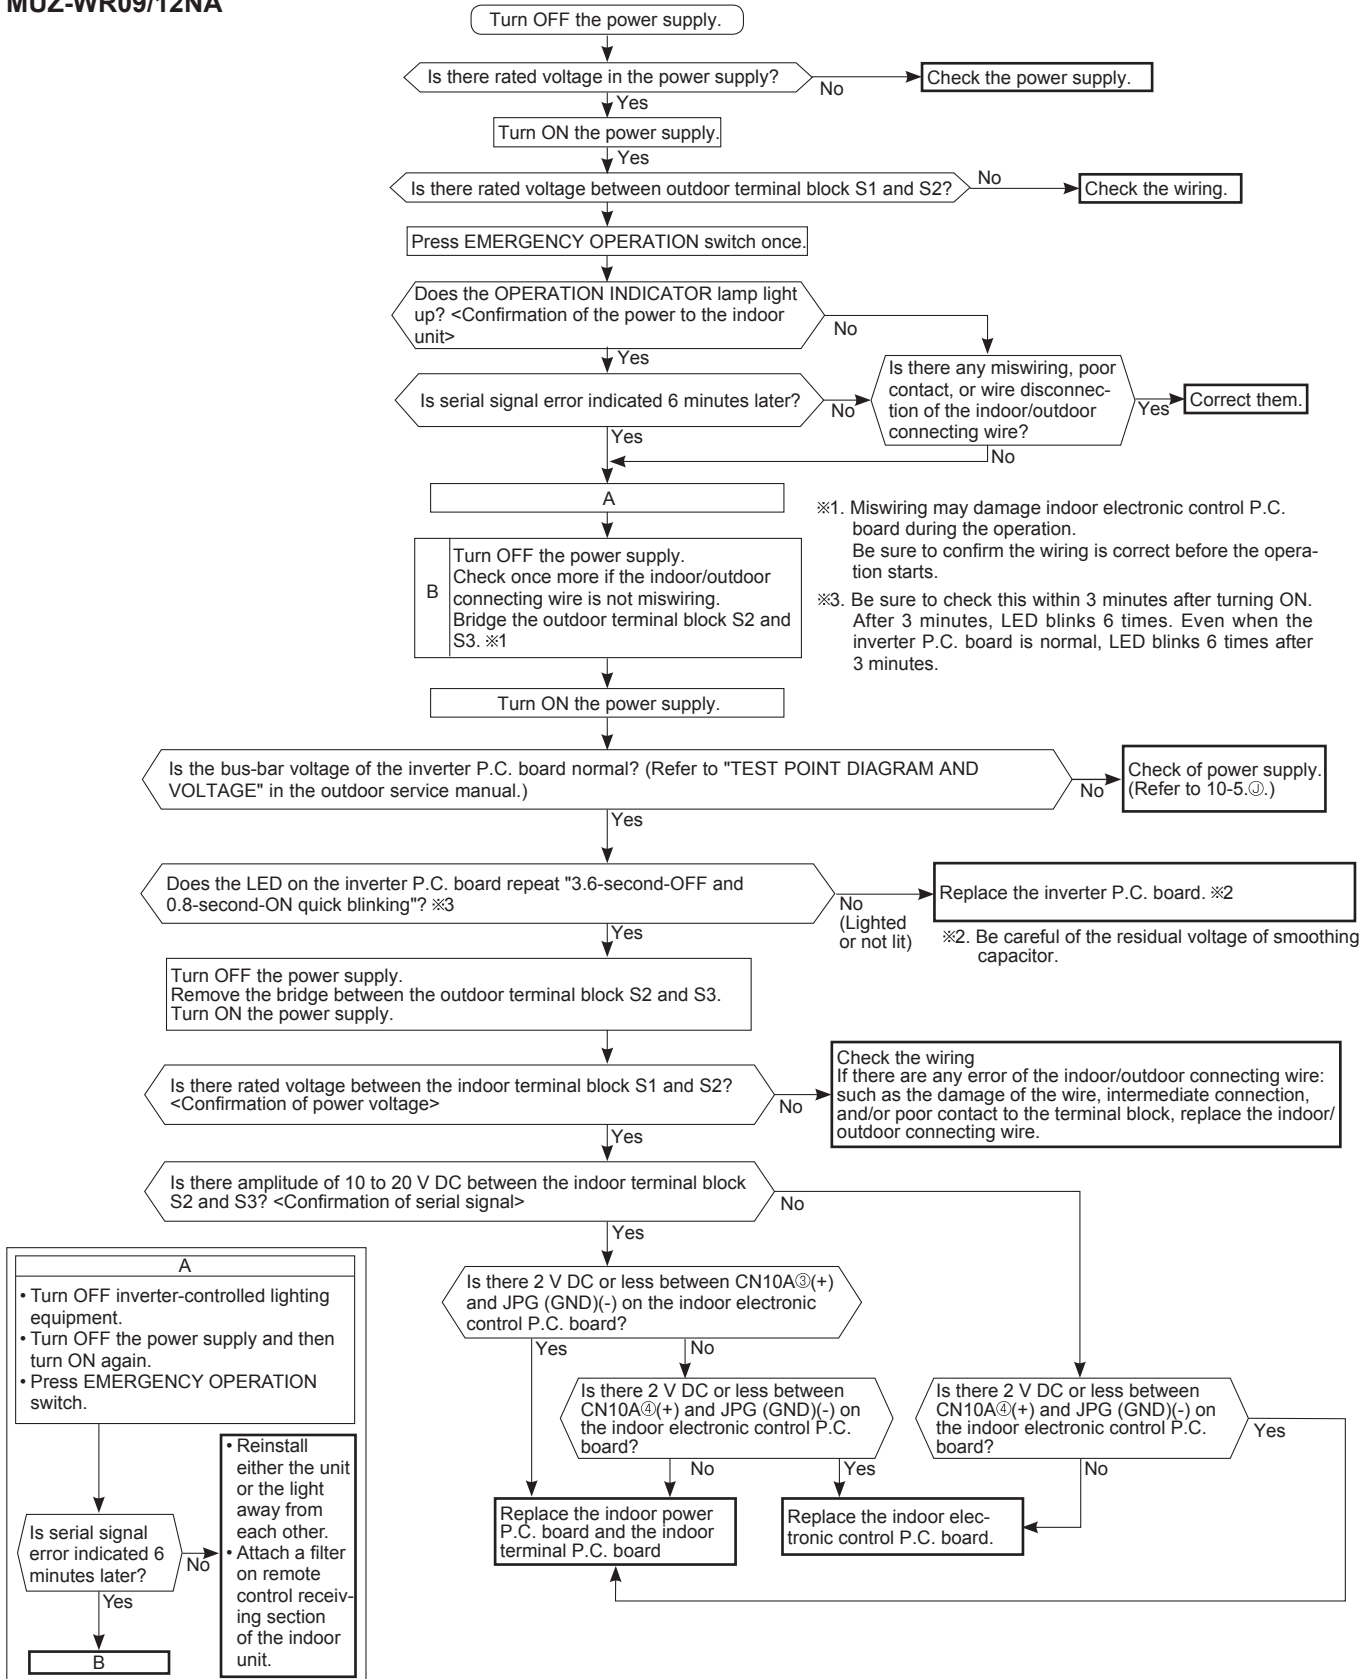 MUZ-WR09/12NA
Turn OFF the power supply.
Is there rated voltage in the power supply?
No
Check the power supply.
Yes
Turn ON the power supply.
Yes
Is there rated voltage between outdoor terminal block S1 and S2?
No
Check the wiring.
Press EMERGENCY OPERATION switch once.
Does the OPERATION INDICATOR lamp light
up? <Confirmation of the power to the indoor
unit>
No
Yes
Is serial signal error indicated 6 minutes later?
No
Is there any miswiring, poor
contact, or wire disconnec-
tion of the indoor/outdoor
connecting wire?
Yes
Correct them.
Yes
No
A
※1. Miswiring may damage indoor electronic control P.C.
board during the operation.
Be sure to confirm the wiring is correct before the opera-
tion starts.
※3. Be sure to check this within 3 minutes after turning ON.
After 3 minutes, LED blinks 6 times. Even when the
inverter P.C. board is normal, LED blinks 6 times after
3 minutes.
B
Turn OFF the power supply.
Check once more if the indoor/outdoor
connecting wire is not miswiring.
Bridge the outdoor terminal block S2 and
S3. ※1
Turn ON the power supply.
Is the bus-bar voltage of the inverter P.C. board normal? (Refer to "TEST POINT DIAGRAM AND
VOLTAGE" in the outdoor service manual.)
No
Check of power supply.
(Refer to 10-5.Ⓙ.)
Yes
Does the LED on the inverter P.C. board repeat "3.6-second-OFF and
0.8-second-ON quick blinking"? ※3
No
(Lighted
or not lit)
Replace the inverter P.C. board. ※2
※2. Be careful of the residual voltage of smoothing
capacitor.
Yes
Turn OFF the power supply.
Remove the bridge between the outdoor terminal block S2 and S3.
Turn ON the power supply.
Is there rated voltage between the indoor terminal block S1 and S2?
<Confirmation of power voltage>
No
Check the wiring
If there are any error of the indoor/outdoor connecting wire:
such as the damage of the wire, intermediate connection,
and/or poor contact to the terminal block, replace the indoor/
outdoor connecting wire.
Yes
Is there amplitude of 10 to 20 V DC between the indoor terminal block
S2 and S3? <Confirmation of serial signal>
No
Yes
Is there 2 V DC or less between CN10A③(+)
and JPG (GND)(-) on the indoor electronic
control P.C. board?
Yes
No
Is there 2 V DC or less between
CN10A④(+) and JPG (GND)(-) on
the indoor electronic control P.C.
board?
No
Yes
Is there 2 V DC or less between
CN10A④(+) and JPG (GND)(-) on
the indoor electronic control P.C.
board?
Yes
No
Replace the indoor power
P.C. board and the indoor
terminal P.C. board
Replace the indoor elec-
tronic control P.C. board.
A
• Turn OFF inverter-controlled lighting
equipment.
• Turn OFF the power supply and then
turn ON again.
• Press EMERGENCY OPERATION
switch.
Is serial signal
error indicated 6
minutes later?
No
Yes
B
• Reinstall
either the unit
or the light
away from
each other.
• Attach a filter
on remote
control receiv-
ing section
of the indoor
unit.